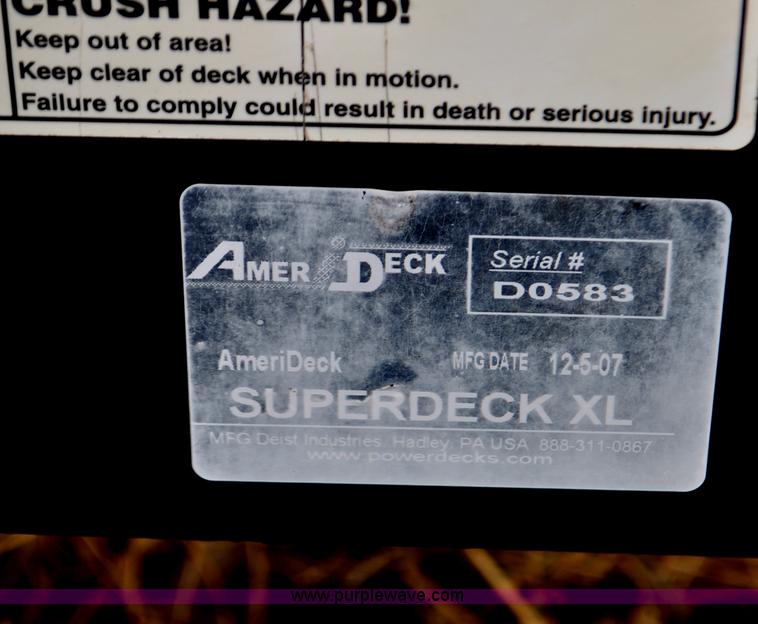 CRUSH HAZARD!
Keep out of area!
Keep clear of deck when in motion.
Failure to comply could result in death or serious injury.
AMERiDECK
Serial #
D0583
AmeriDeck MFG DATE 12-5-07
SUPERDECK XL
MFG Deist Industries. Hadley. PA USA 888-311-0867
www.powerdecks.com
www.purplewave.com